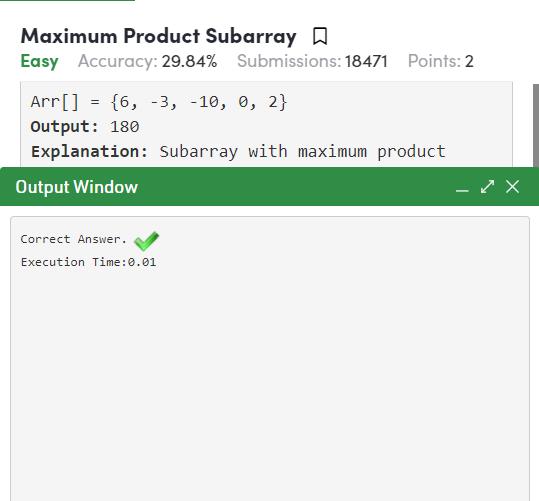 Maximum Product Subarray
Easy Accuracy: 29.84% Submissions: 18471 Points: 2
Arr[] = {6, -3, -10, 0, 2}
Output: 180
Explanation: Subarray with maximum product
Output Window
Correct Answer.
Execution Time:0.01